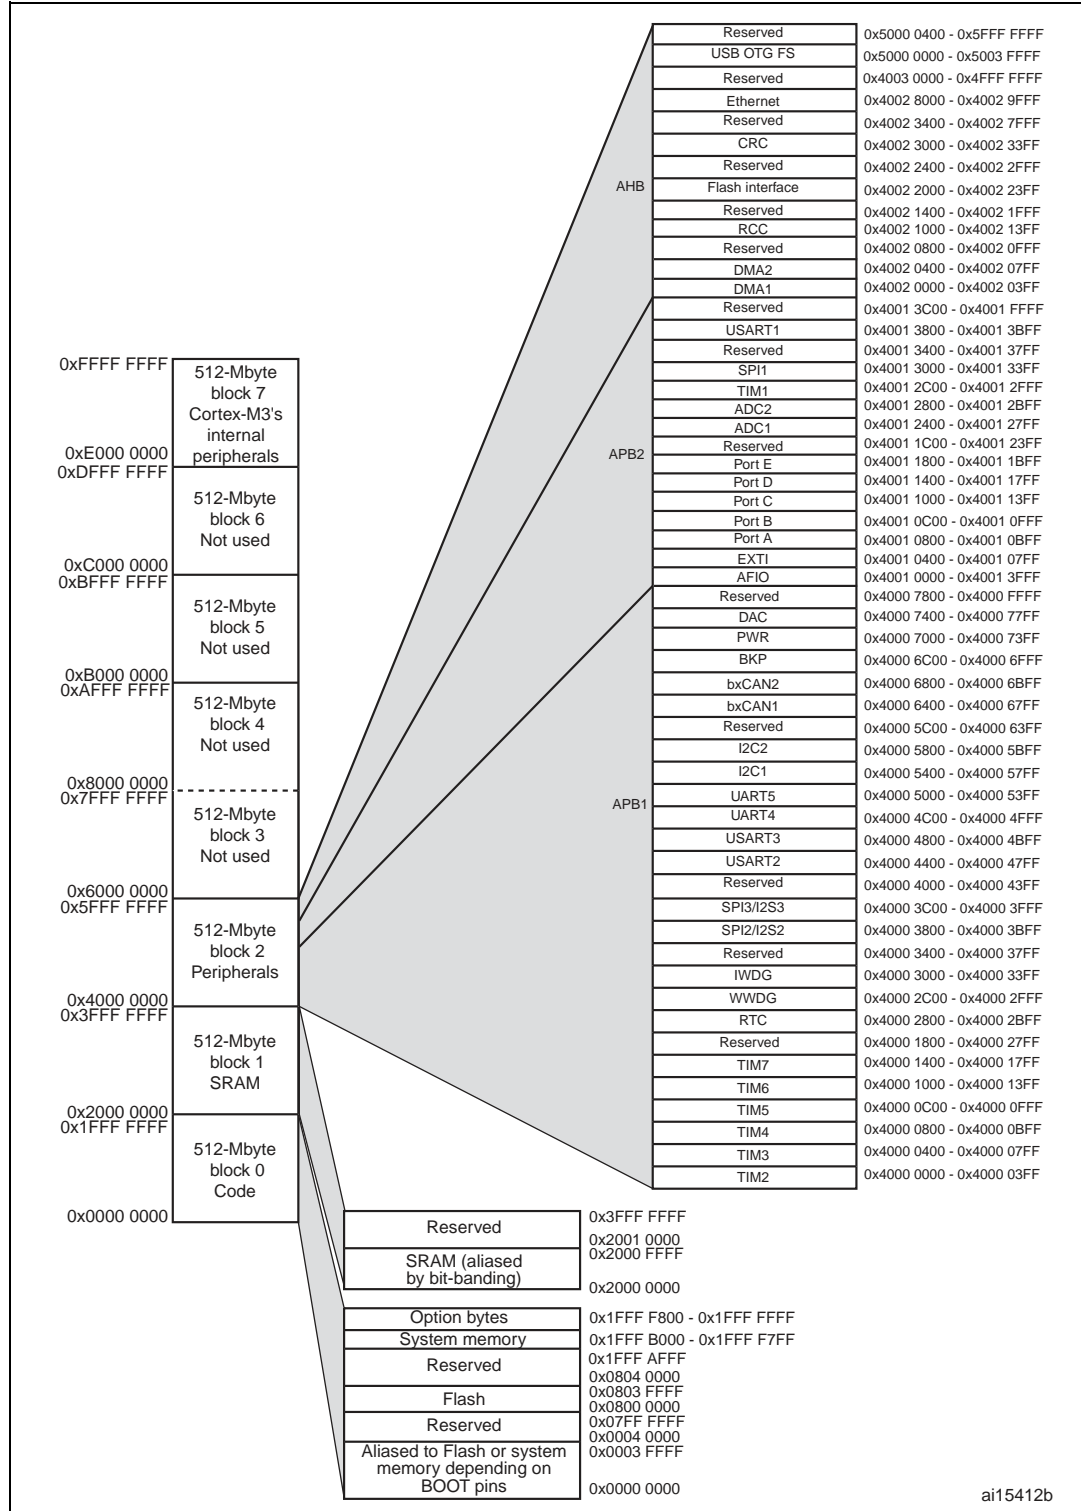 Reserved 0x5000 0400 - 0x5FFF FFFF
USB OTG FS 0x5000 0000 - 0x5003 FFFF
Reserved 0x4003 0000 - 0x4FFF FFFF
Ethernet 0x4002 8000 - 0x4002 9FFF
Reserved 0x4002 3400 - 0x4002 7FFF
CRC 0x4002 3000 - 0x4002 33FF
Reserved 0x4002 2400 - 0x4002 2FFF
AHB Flash interface 0x4002 2000 - 0x4002 23FF
Reserved 0x4002 1400 - 0x4002 1FFF
RCC 0x4002 1000 - 0x4002 13FF
Reserved 0x4002 0800 - 0x4002 0FFF
DMA2 0x4002 0400 - 0x4002 07FF
DMA1 0x4002 0000 - 0x4002 03FF
Reserved 0x4001 3C00 - 0x4001 FFFF
USART1 0x4001 3800 - 0x4001 3BFF
Reserved 0x4001 3400 - 0x4001 37FF
SPI1 0x4001 3000 - 0x4001 33FF
TIM1 0x4001 2C00 - 0x4001 2FFF
ADC2 0x4001 2800 - 0x4001 2BFF
ADC1 0x4001 2400 - 0x4001 27FF
Reserved 0x4001 1C00 - 0x4001 23FF
APB2 Port E 0x4001 1800 - 0x4001 1BFF
Port D 0x4001 1400 - 0x4001 17FF
Port C 0x4001 1000 - 0x4001 13FF
Port B 0x4001 0C00 - 0x4001 0FFF
Port A 0x4001 0800 - 0x4001 0BFF
EXTI 0x4001 0400 - 0x4001 07FF
AFIO 0x4001 0000 - 0x4001 3FFF
Reserved 0x4000 7800 - 0x4000 FFFF
DAC 0x4000 7400 - 0x4000 77FF
PWR 0x4000 7000 - 0x4000 73FF
BKP 0x4000 6C00 - 0x4000 6FFF
bxCAN2 0x4000 6800 - 0x4000 6BFF
bxCAN1 0x4000 6400 - 0x4000 67FF
Reserved 0x4000 5C00 - 0x4000 63FF
I2C2 0x4000 5800 - 0x4000 5BFF
I2C1 0x4000 5400 - 0x4000 57FF
APB1 UART5 0x4000 5000 - 0x4000 53FF
UART4 0x4000 4C00 - 0x4000 4FFF
USART3 0x4000 4800 - 0x4000 4BFF
USART2 0x4000 4400 - 0x4000 47FF
Reserved 0x4000 4000 - 0x4000 43FF
SPI3/I2S3 0x4000 3C00 - 0x4000 3FFF
SPI2/I2S2 0x4000 3800 - 0x4000 3BFF
Reserved 0x4000 3400 - 0x4000 37FF
IWDG 0x4000 3000 - 0x4000 33FF
WWDG 0x4000 2C00 - 0x4000 2FFF
RTC 0x4000 2800 - 0x4000 2BFF
Reserved 0x4000 1800 - 0x4000 27FF
TIM7 0x4000 1400 - 0x4000 17FF
TIM6 0x4000 1000 - 0x4000 13FF
TIM5 0x4000 0C00 - 0x4000 0FFF
TIM4 0x4000 0800 - 0x4000 0BFF
TIM3 0x4000 0400 - 0x4000 07FF
TIM2 0x4000 0000 - 0x4000 03FF
0xFFFF FFFF
512-Mbyte
block 7
Cortex-M3's
internal
peripherals
0xE000 0000
0xDFFF FFFF
512-Mbyte
block 6
Not used
0xC000 0000
0xBFFF FFFF
512-Mbyte
block 5
Not used
0xB000 0000
0xAFFF FFFF
512-Mbyte
block 4
Not used
0x8000 0000
0x7FFF FFFF
512-Mbyte
block 3
Not used
0x6000 0000
0x5FFF FFFF
512-Mbyte
block 2
Peripherals
0x4000 0000
0x3FFF FFFF
512-Mbyte
block 1
SRAM
0x2000 0000
0x1FFF FFFF
512-Mbyte
block 0
Code
0x0000 0000
0x3FFF FFFF
Reserved
0x2001 0000
0x2000 FFFF
SRAM (aliased
by bit-banding)
0x2000 0000
Option bytes 0x1FFF F800 - 0x1FFF FFFF
System memory 0x1FFF B000 - 0x1FFF F7FF
0x1FFF AFFF
Reserved
0x0804 0000
0x0803 FFFF
Flash
0x0800 0000
0x07FF FFFF
Reserved
0x0004 0000
Aliased to Flash or system 0x0003 FFFF
memory depending on
BOOT pins 0x0000 0000
ai15412b